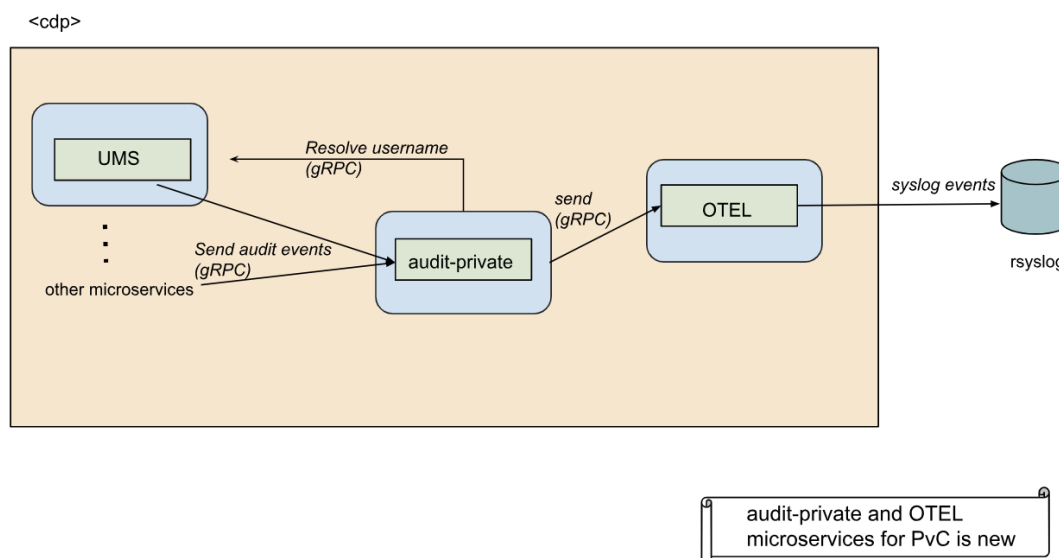 <cdp>
UMS
Resolve username
(gRPC)
send
(gRPC)
OTEL
syslog events
Send audit events
(gRPC)
audit-private
other microservices
rsyslog
audit-private and OTEL
microservices for PvC is new